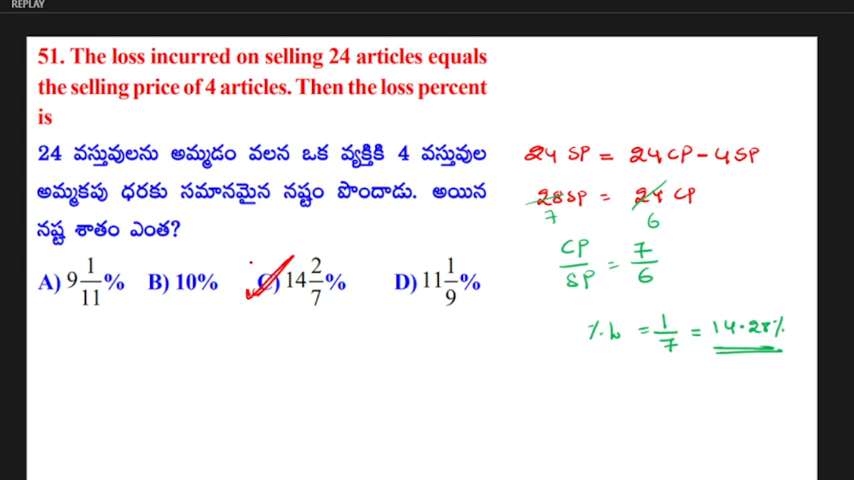 REPLAY
51. The loss incurred on selling 24 articles equals
the selling price of 4 articles. Then the loss percent
is
24 వస్తువులను అమ్మడం వలన ఒక వ్యక్తికి 4 వస్తువుల
అమ్మకపు ధరకు సమానమైన నష్టం పొందాడు. అయిన
నష్ట శాతం ఎంత?
A) 9 1/11% B) 10% C) 14 2/7% D) 11 1/9%
24 SP = 24 CP - 4 SP
28 SP = 24 CP
7 6
CP/SP = 7/6
%L = 1/7 = 14.28%